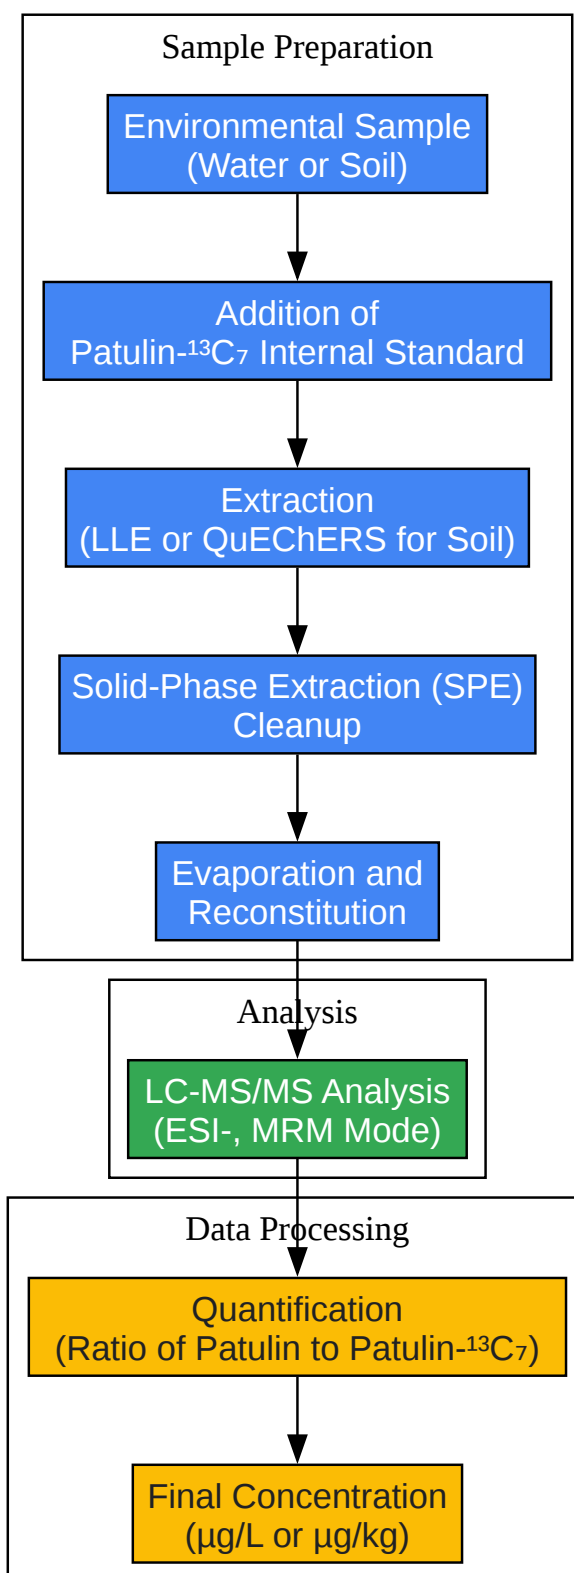 Sample Preparation
Environmental Sample
(Water or Soil)
Addition of
Patulin-¹³C₇ Internal Standard
Extraction
(LLE or QuEChERS for Soil)
Solid-Phase Extraction (SPE)
Cleanup
Evaporation and
Reconstitution
Analysis
LC-MS/MS Analysis
(ESI-, MRM Mode)
Data Processing
Quantification
(Ratio of Patulin to Patulin-¹³C₇)
Final Concentration
(µg/L or µg/kg)